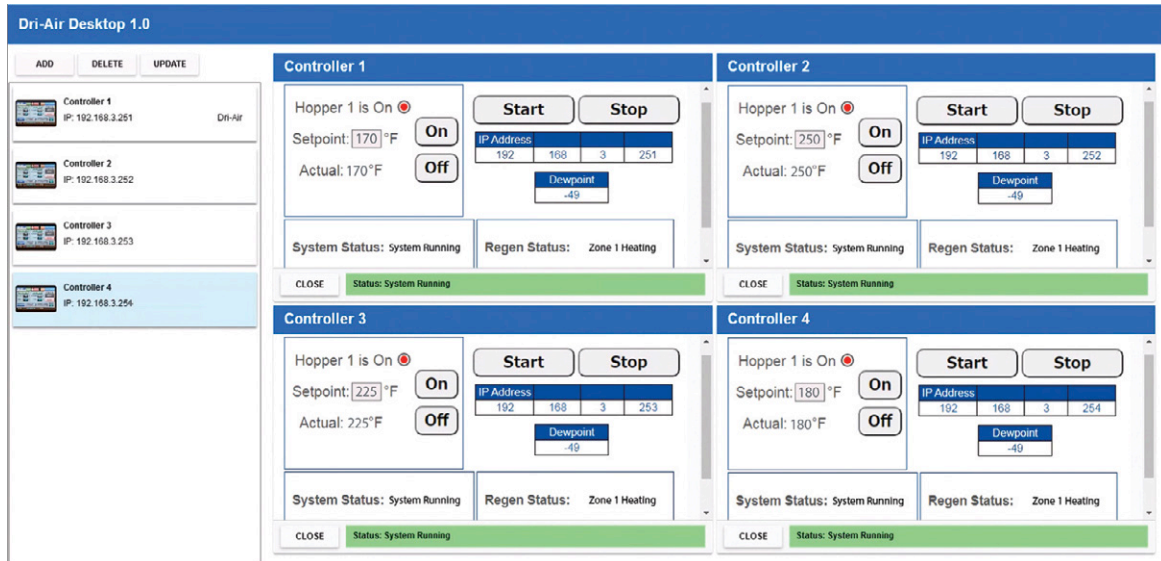 Dri-Air Desktop 1.0
ADD DELETE UPDATE
Controller 1
IP: 192.168.3.251 Dri-Air
Controller 2
IP: 192.168.3.252
Controller 3
IP: 192.168.3.253
Controller 4
IP: 192.168.3.254
Controller 1
Hopper 1 is On
Setpoint: 170 °F
Actual: 170°F
On
Off
Start Stop
IP Address
192 168 3 251
Dewpoint
-49
System Status: System Running
Regen Status: Zone 1 Heating
CLOSE Status: System Running
Controller 2
Hopper 1 is On
Setpoint: 250 °F
Actual: 250°F
On
Off
Start Stop
IP Address
192 168 3 252
Dewpoint
-49
System Status: System Running
Regen Status: Zone 1 Heating
CLOSE Status: System Running
Controller 3
Hopper 1 is On
Setpoint: 225 °F
Actual: 225°F
On
Off
Start Stop
IP Address
192 168 3 253
Dewpoint
-49
System Status: System Running
Regen Status: Zone 1 Heating
CLOSE Status: System Running
Controller 4
Hopper 1 is On
Setpoint: 180 °F
Actual: 180°F
On
Off
Start Stop
IP Address
192 168 3 254
Dewpoint
-49
System Status: System Running
Regen Status: Zone 1 Heating
CLOSE Status: System Running